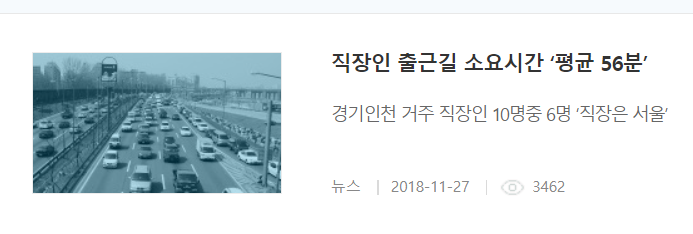 직장인 출근길 소요시간 ‘평균 56분’
경기인천 거주 직장인 10명중 6명 ‘직장은 서울’
뉴스 | 2018-11-27 | 3462